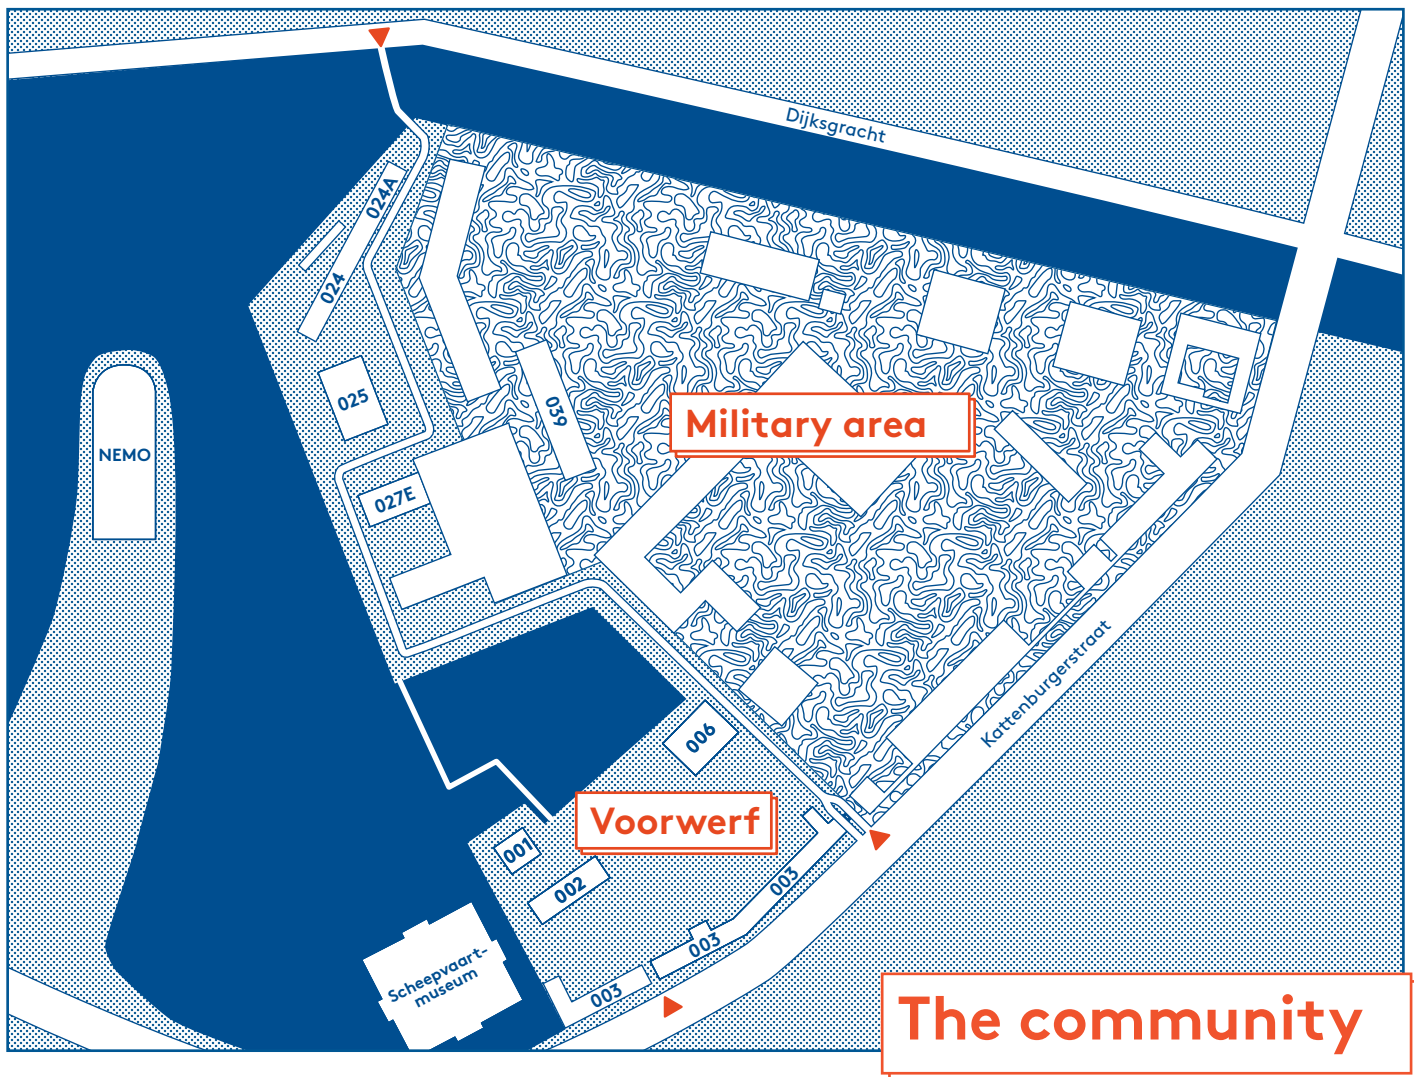 Dijksgracht
024A
024
025
039
Military area
NEMO
027E
Kattenburgerstraat
006
Voorwerf
001
002
003
003
003
Scheepvaart-
museum
The community